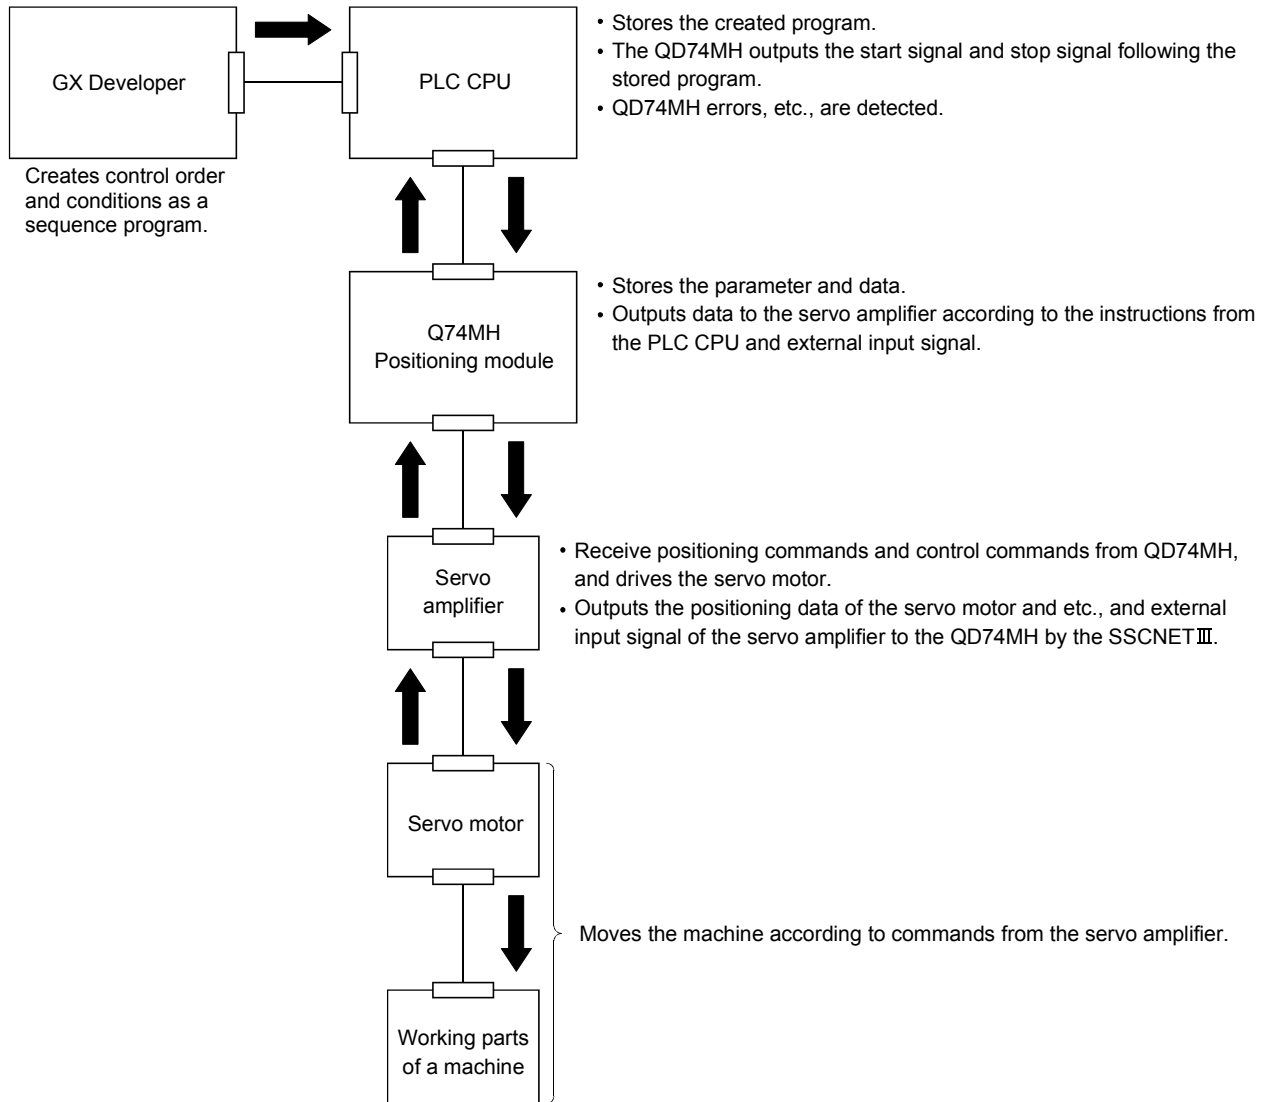 GX Developer
PLC CPU
• Stores the created program.
• The QD74MH outputs the start signal and stop signal following the
stored program.
• QD74MH errors, etc., are detected.
Creates control order
and conditions as a
sequence program.
Q74MH
Positioning module
• Stores the parameter and data.
• Outputs data to the servo amplifier according to the instructions from
the PLC CPU and external input signal.
Servo
amplifier
• Receive positioning commands and control commands from QD74MH,
and drives the servo motor.
• Outputs the positioning data of the servo motor and etc., and external
input signal of the servo amplifier to the QD74MH by the SSCNETⅢ.
Servo motor
Moves the machine according to commands from the servo amplifier.
Working parts
of a machine